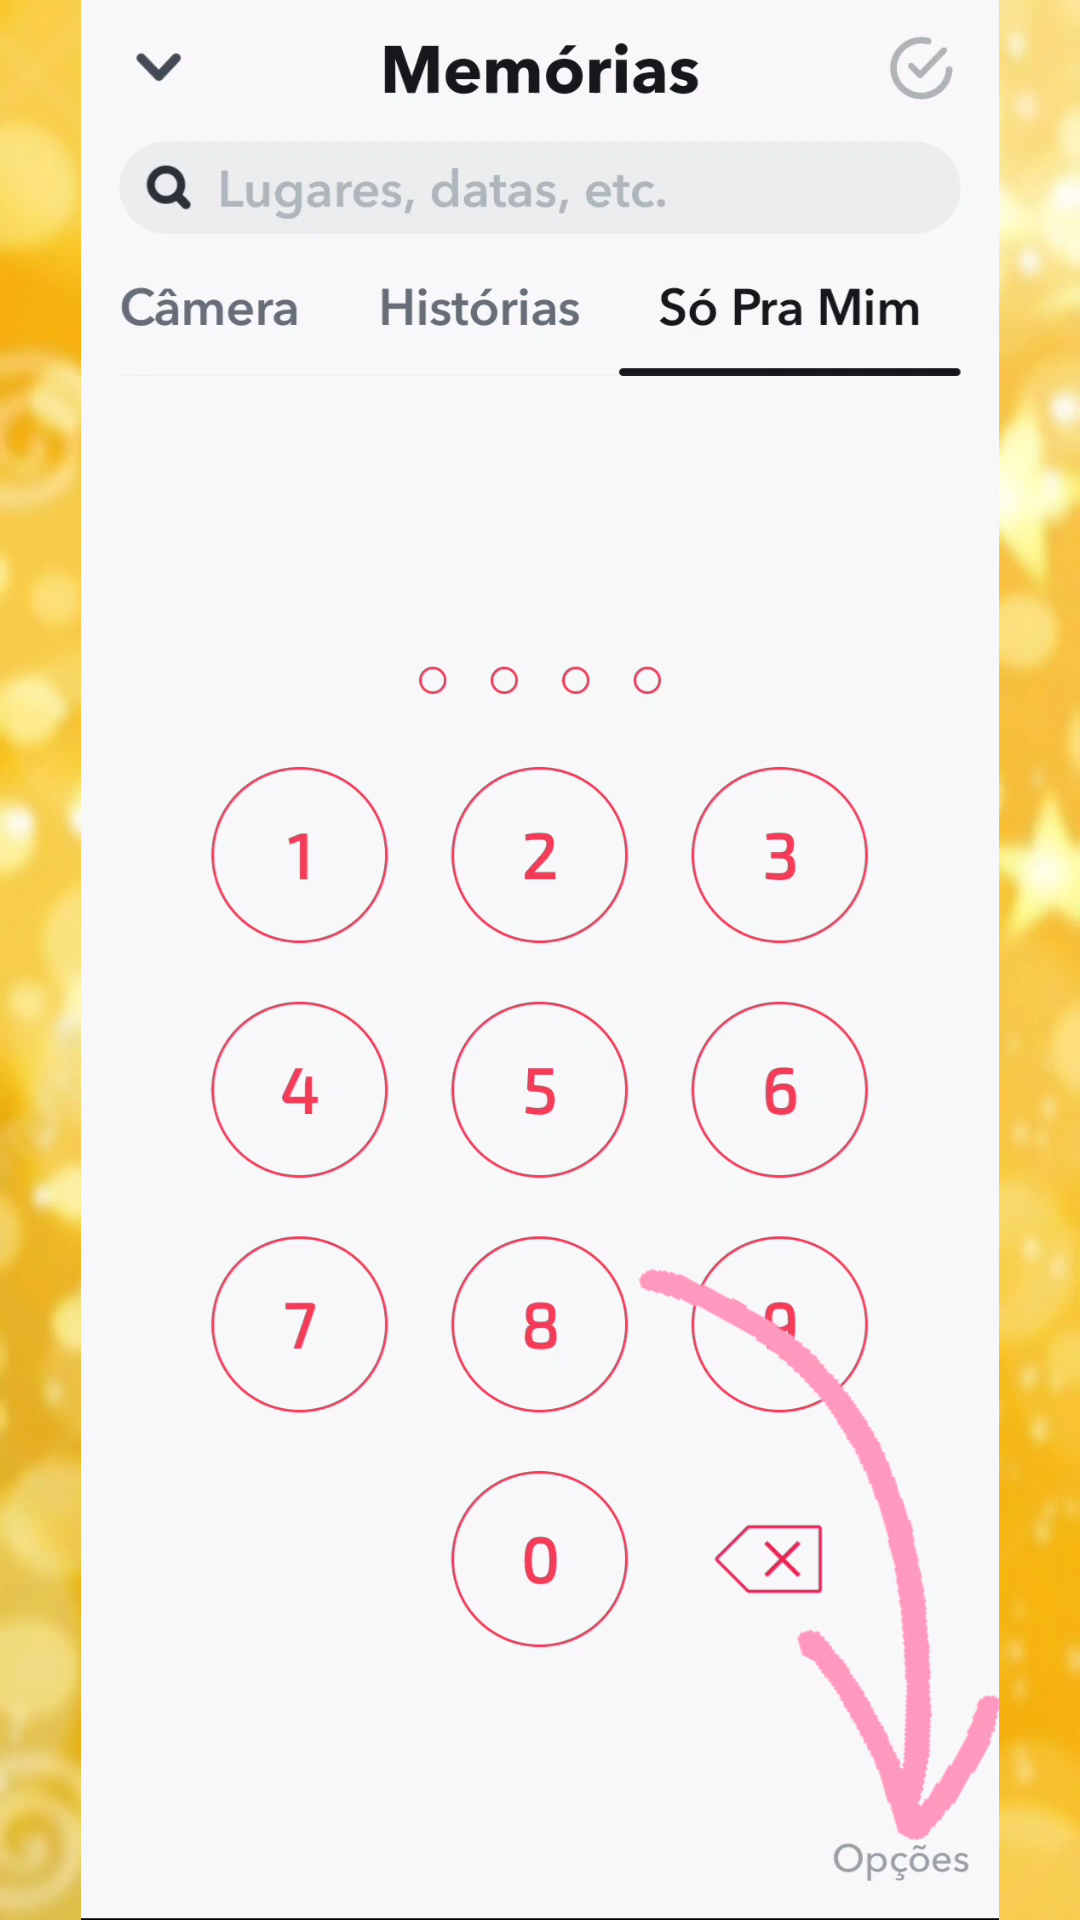 Memórias
Lugares, datas, etc.
Câmera Histórias Só Pra Mim
1 2 3
4 5 6
7 8 9
0
Opções